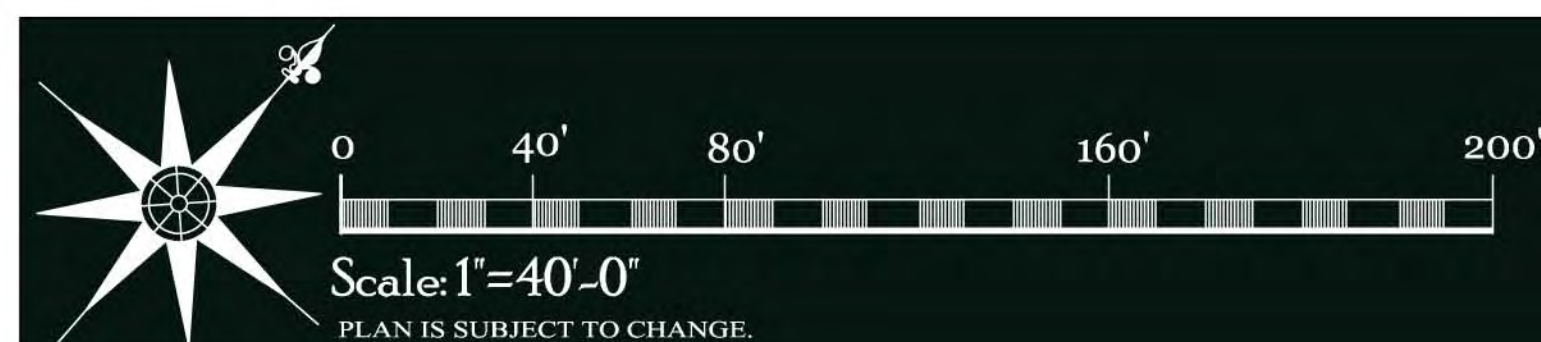 0 40' 80' 160' 200'
Scale: 1"=40'-0"
PLAN IS SUBJECT TO CHANGE.